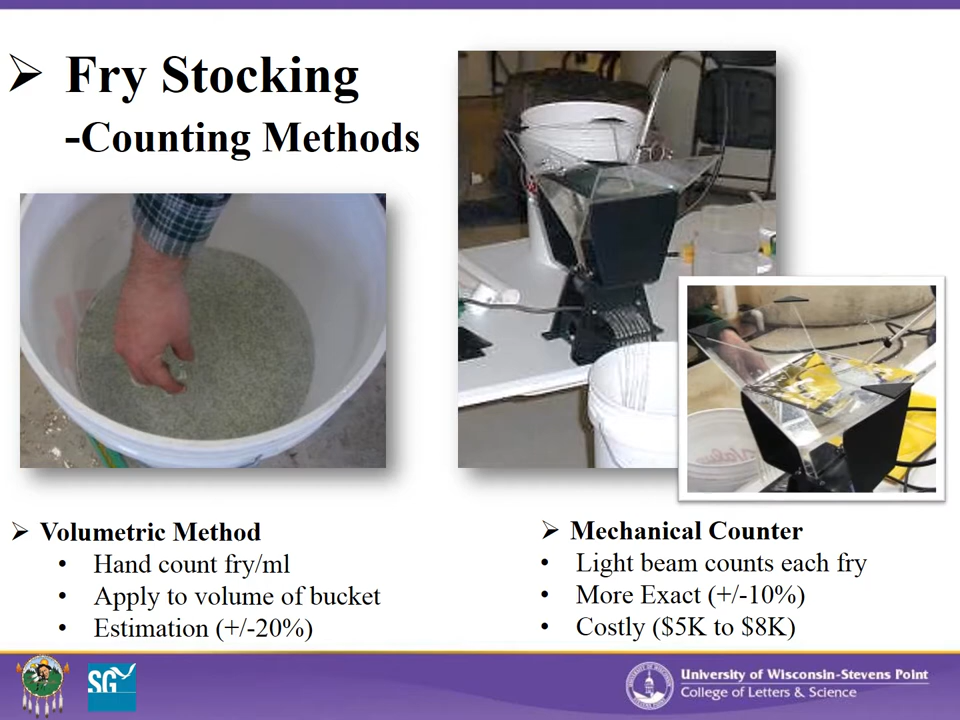 ➢ Fry Stocking
-Counting Methods
➢ Volumetric Method
• Hand count fry/ml
• Apply to volume of bucket
• Estimation (+/-20%)
➢ Mechanical Counter
• Light beam counts each fry
• More Exact (+/-10%)
• Costly ($5K to $8K)
SG
University of Wisconsin-Stevens Point
College of Letters & Science